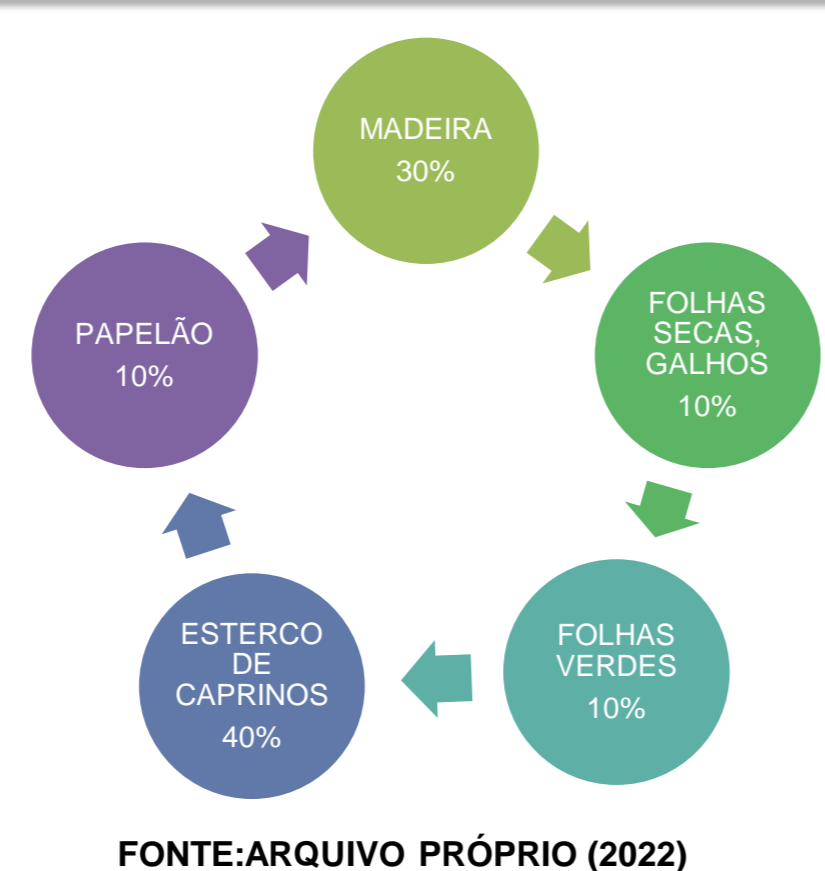 MADEIRA
30%
FOLHAS
SECAS,
GALHOS
10%
FOLHAS
VERDES
10%
ESTERCO
DE
CAPRINOS
40%
PAPELÃO
10%
FONTE:ARQUIVO PRÓPRIO (2022)